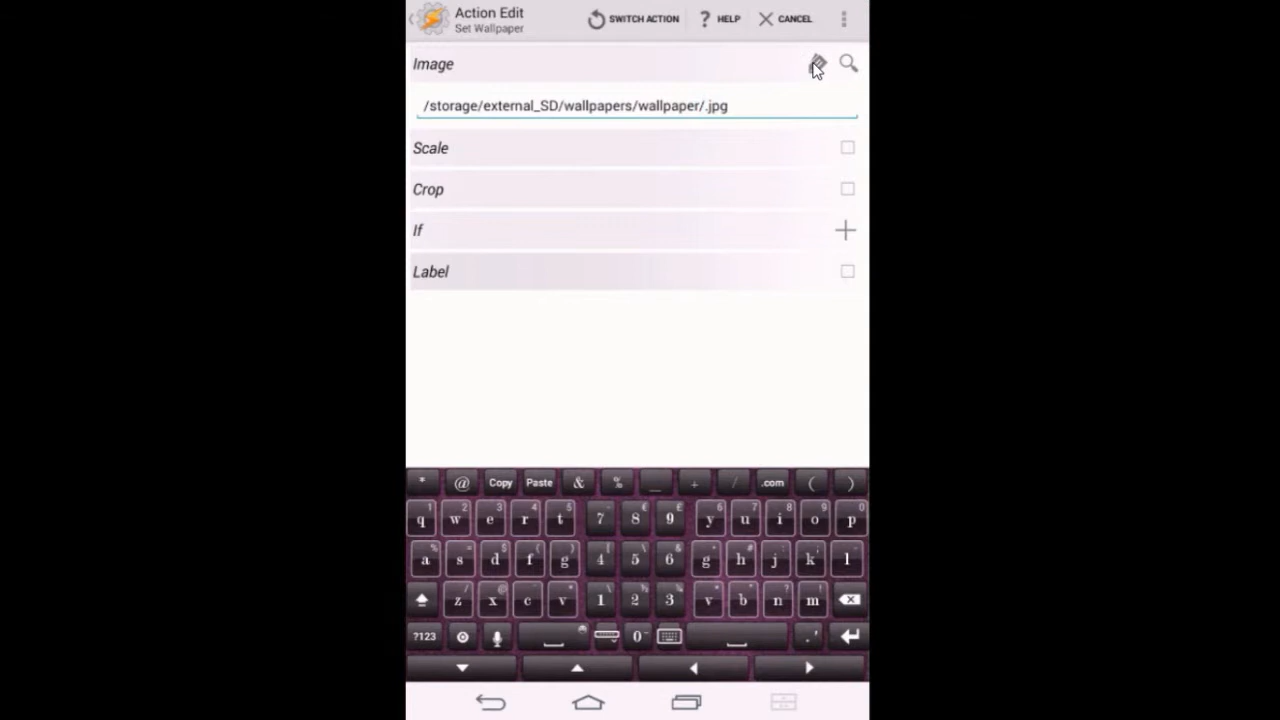 Action Edit
Set Wallpaper
SWITCH ACTION
? HELP
CANCEL
Image
/storage/external_SD/wallpapers/wallpaper/.jpg
Scale
Crop
If
Label
* @ Copy Paste & % _ + / .com ( )
q w e r t 7 8 9 y u i o p
a s d f g 4 5 6 g h j k l
z x c v 1 2 3 v b n m
?123 0 . '